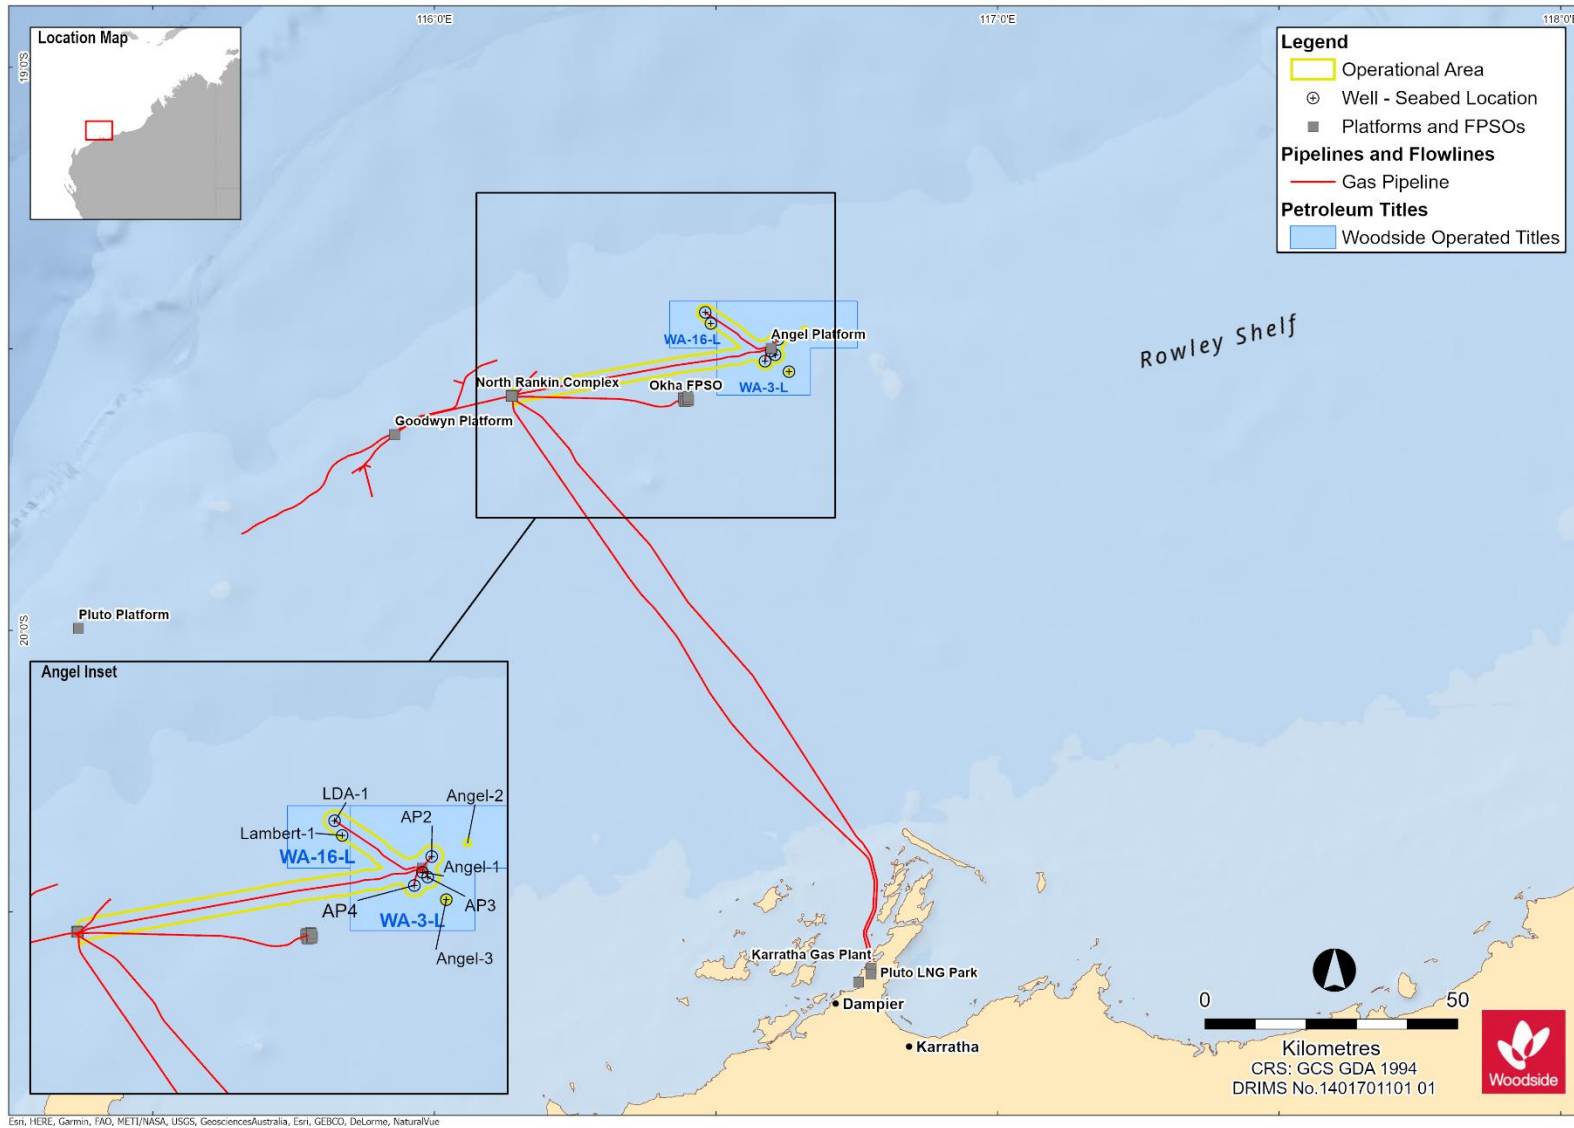 116°0'E
117°0'E
118°0'E
19°0'S
20°0'S
Location Map
Legend
Operational Area
Well - Seabed Location
Platforms and FPSOs
Pipelines and Flowlines
Gas Pipeline
Petroleum Titles
Woodside Operated Titles
Rowley Shelf
WA-16-L
Angel Platform
WA-3-L
North Rankin Complex
Okha FPSO
Goodwyn Platform
Pluto Platform
Angel Inset
LDA-1
Angel-2
AP2
Lambert-1
WA-16-L
Angel-1
AP4
AP3
WA-3-L
Angel-3
Karratha Gas Plant
Pluto LNG Park
Dampier
Karratha
0 50
Kilometres
CRS: GCS GDA 1994
DRIMS No.1401701101 01
Woodside
Esri, HERE, Garmin, FAO, METI/NASA, USGS, GeosciencesAustralia, Esri, GEBCO, DeLorme, NaturalVue